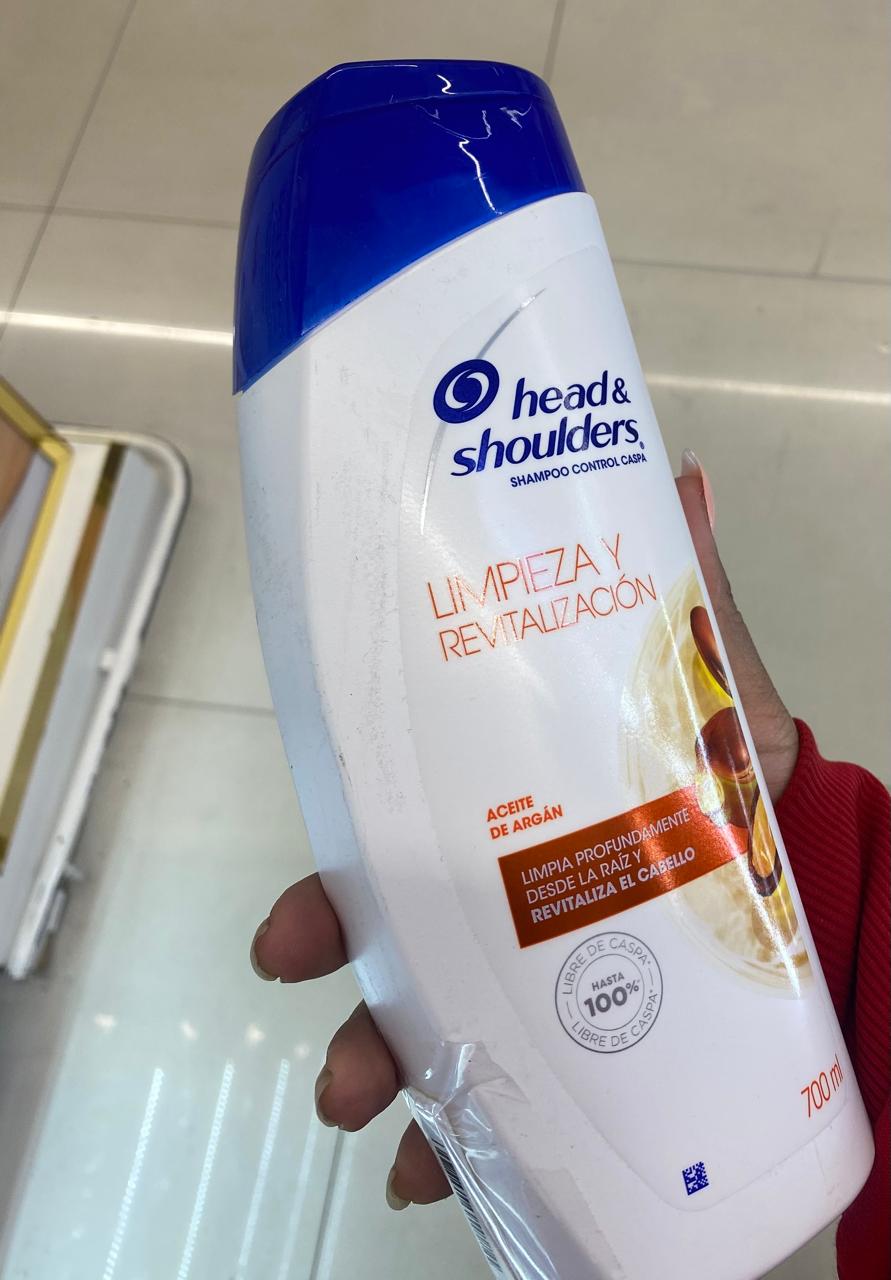 head &
shoulders®
SHAMPOO CONTROL CASPA
LIMPIEZA Y
REVITALIZACIÓN
ACEITE
DE ARGÁN
LIMPIA PROFUNDAMENTE
DESDE LA RAÍZ Y
REVITALIZA EL CABELLO
LIBRE DE CASPA*
HASTA
100%*
LIBRE DE CASPA*
700 ml